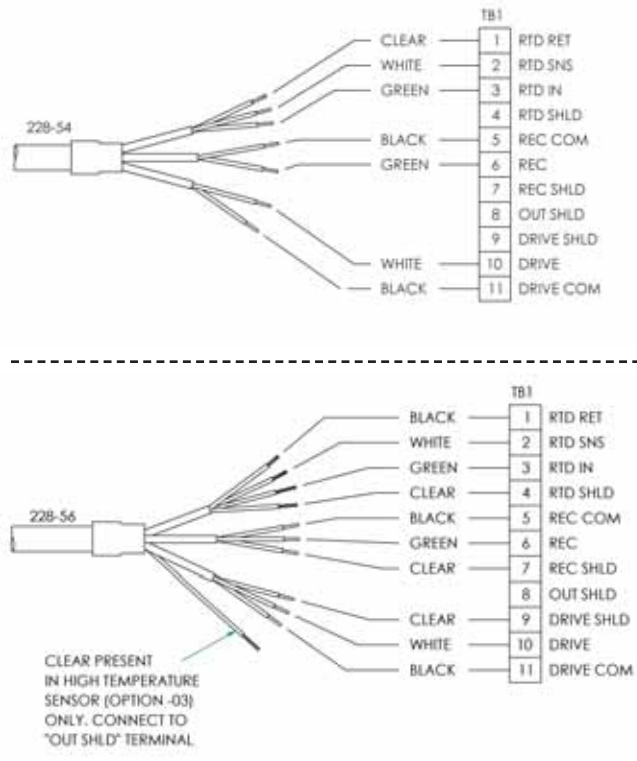 TB1
CLEAR 1 RTD RET
WHITE 2 RTD SNS
GREEN 3 RTD IN
4 RTD SHLD
228-54
BLACK 5 REC COM
GREEN 6 REC
7 REC SHLD
8 OUT SHLD
9 DRIVE SHLD
WHITE 10 DRIVE
BLACK 11 DRIVE COM
TB1
BLACK 1 RTD RET
WHITE 2 RTD SNS
GREEN 3 RTD IN
CLEAR 4 RTD SHLD
228-56
BLACK 5 REC COM
GREEN 6 REC
CLEAR 7 REC SHLD
8 OUT SHLD
CLEAR 9 DRIVE SHLD
WHITE 10 DRIVE
BLACK 11 DRIVE COM
CLEAR PRESENT
IN HIGH TEMPERATURE
SENSOR (OPTION -03)
ONLY. CONNECT TO
"OUT SHLD" TERMINAL